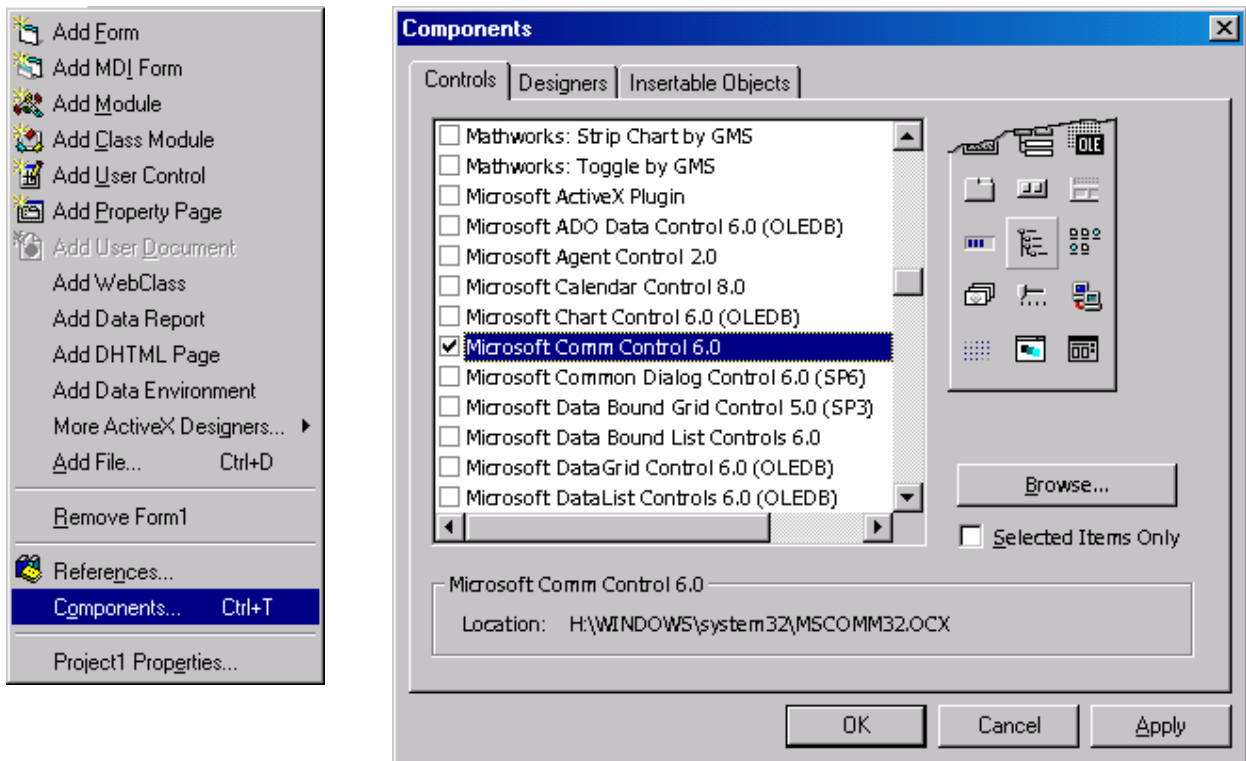 Add Form
Add MDI Form
Add Module
Add Class Module
Add User Control
Add Property Page
Add User Document
Add WebClass
Add Data Report
Add DHTML Page
Add Data Environment
More ActiveX Designers...
Add File... Ctrl+D
Remove Form1
References...
Components... Ctrl+T
Project1 Properties...
Components
Controls Designers Insertable Objects
Mathworks: Strip Chart by GMS
Mathworks: Toggle by GMS
Microsoft ActiveX Plugin
Microsoft ADO Data Control 6.0 (OLEDB)
Microsoft Agent Control 2.0
Microsoft Calendar Control 8.0
Microsoft Chart Control 6.0 (OLEDB)
Microsoft Comm Control 6.0
Microsoft Common Dialog Control 6.0 (SP6)
Microsoft Data Bound Grid Control 5.0 (SP3)
Microsoft Data Bound List Controls 6.0
Microsoft DataGrid Control 6.0 (OLEDB)
Microsoft DataList Controls 6.0 (OLEDB)
OLE
Browse...
Selected Items Only
Microsoft Comm Control 6.0
Location: H:\WINDOWS\system32\MSCOMM32.OCX
OK Cancel Apply